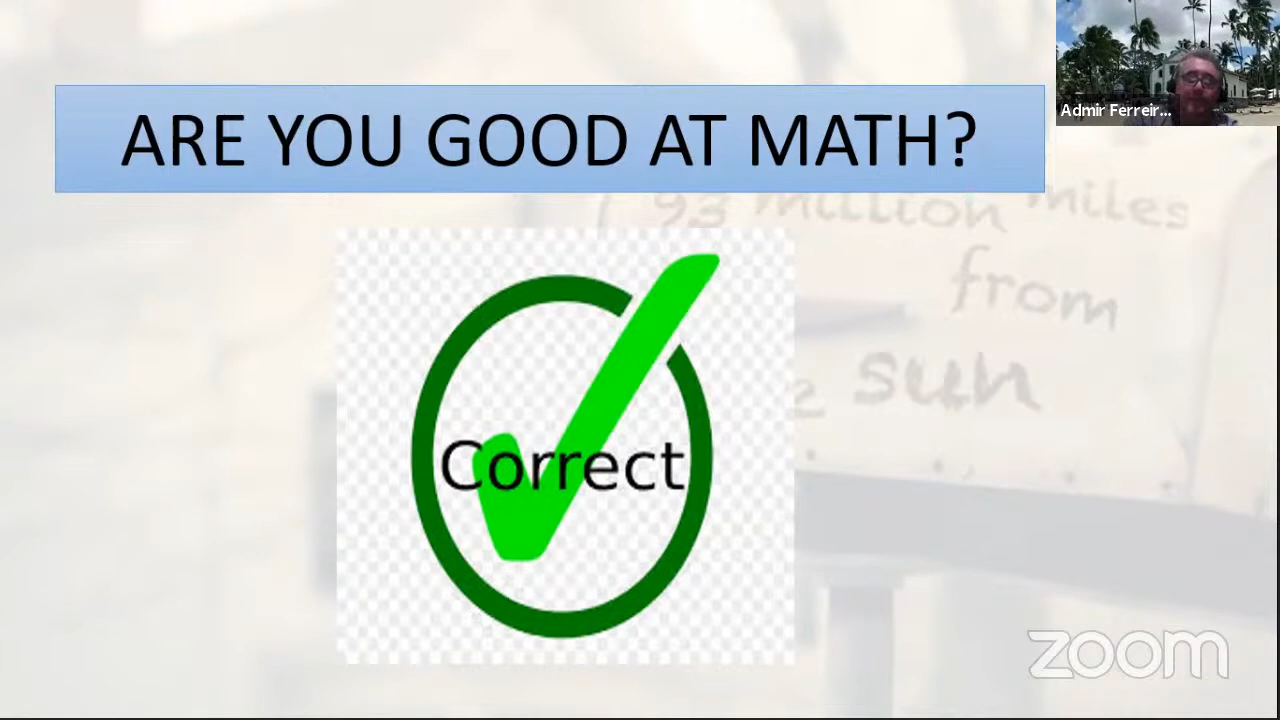 ARE YOU GOOD AT MATH?
Admir Ferreir...
93 million miles
from
sun
Correct
zoom